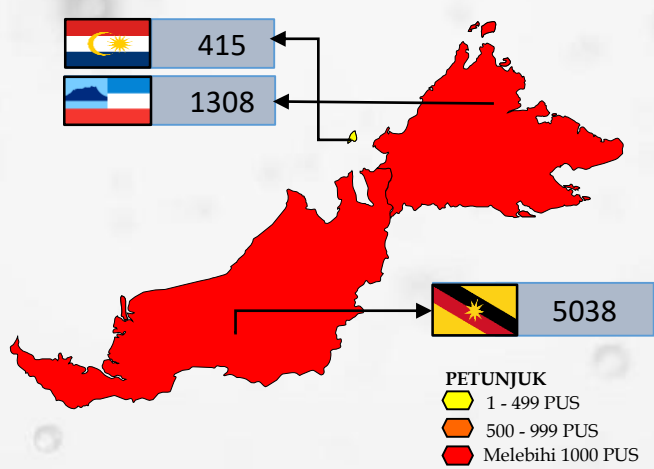 415
1308
5038
PETUNJUK
1 - 499 PUS
500 - 999 PUS
Melebihi 1000 PUS